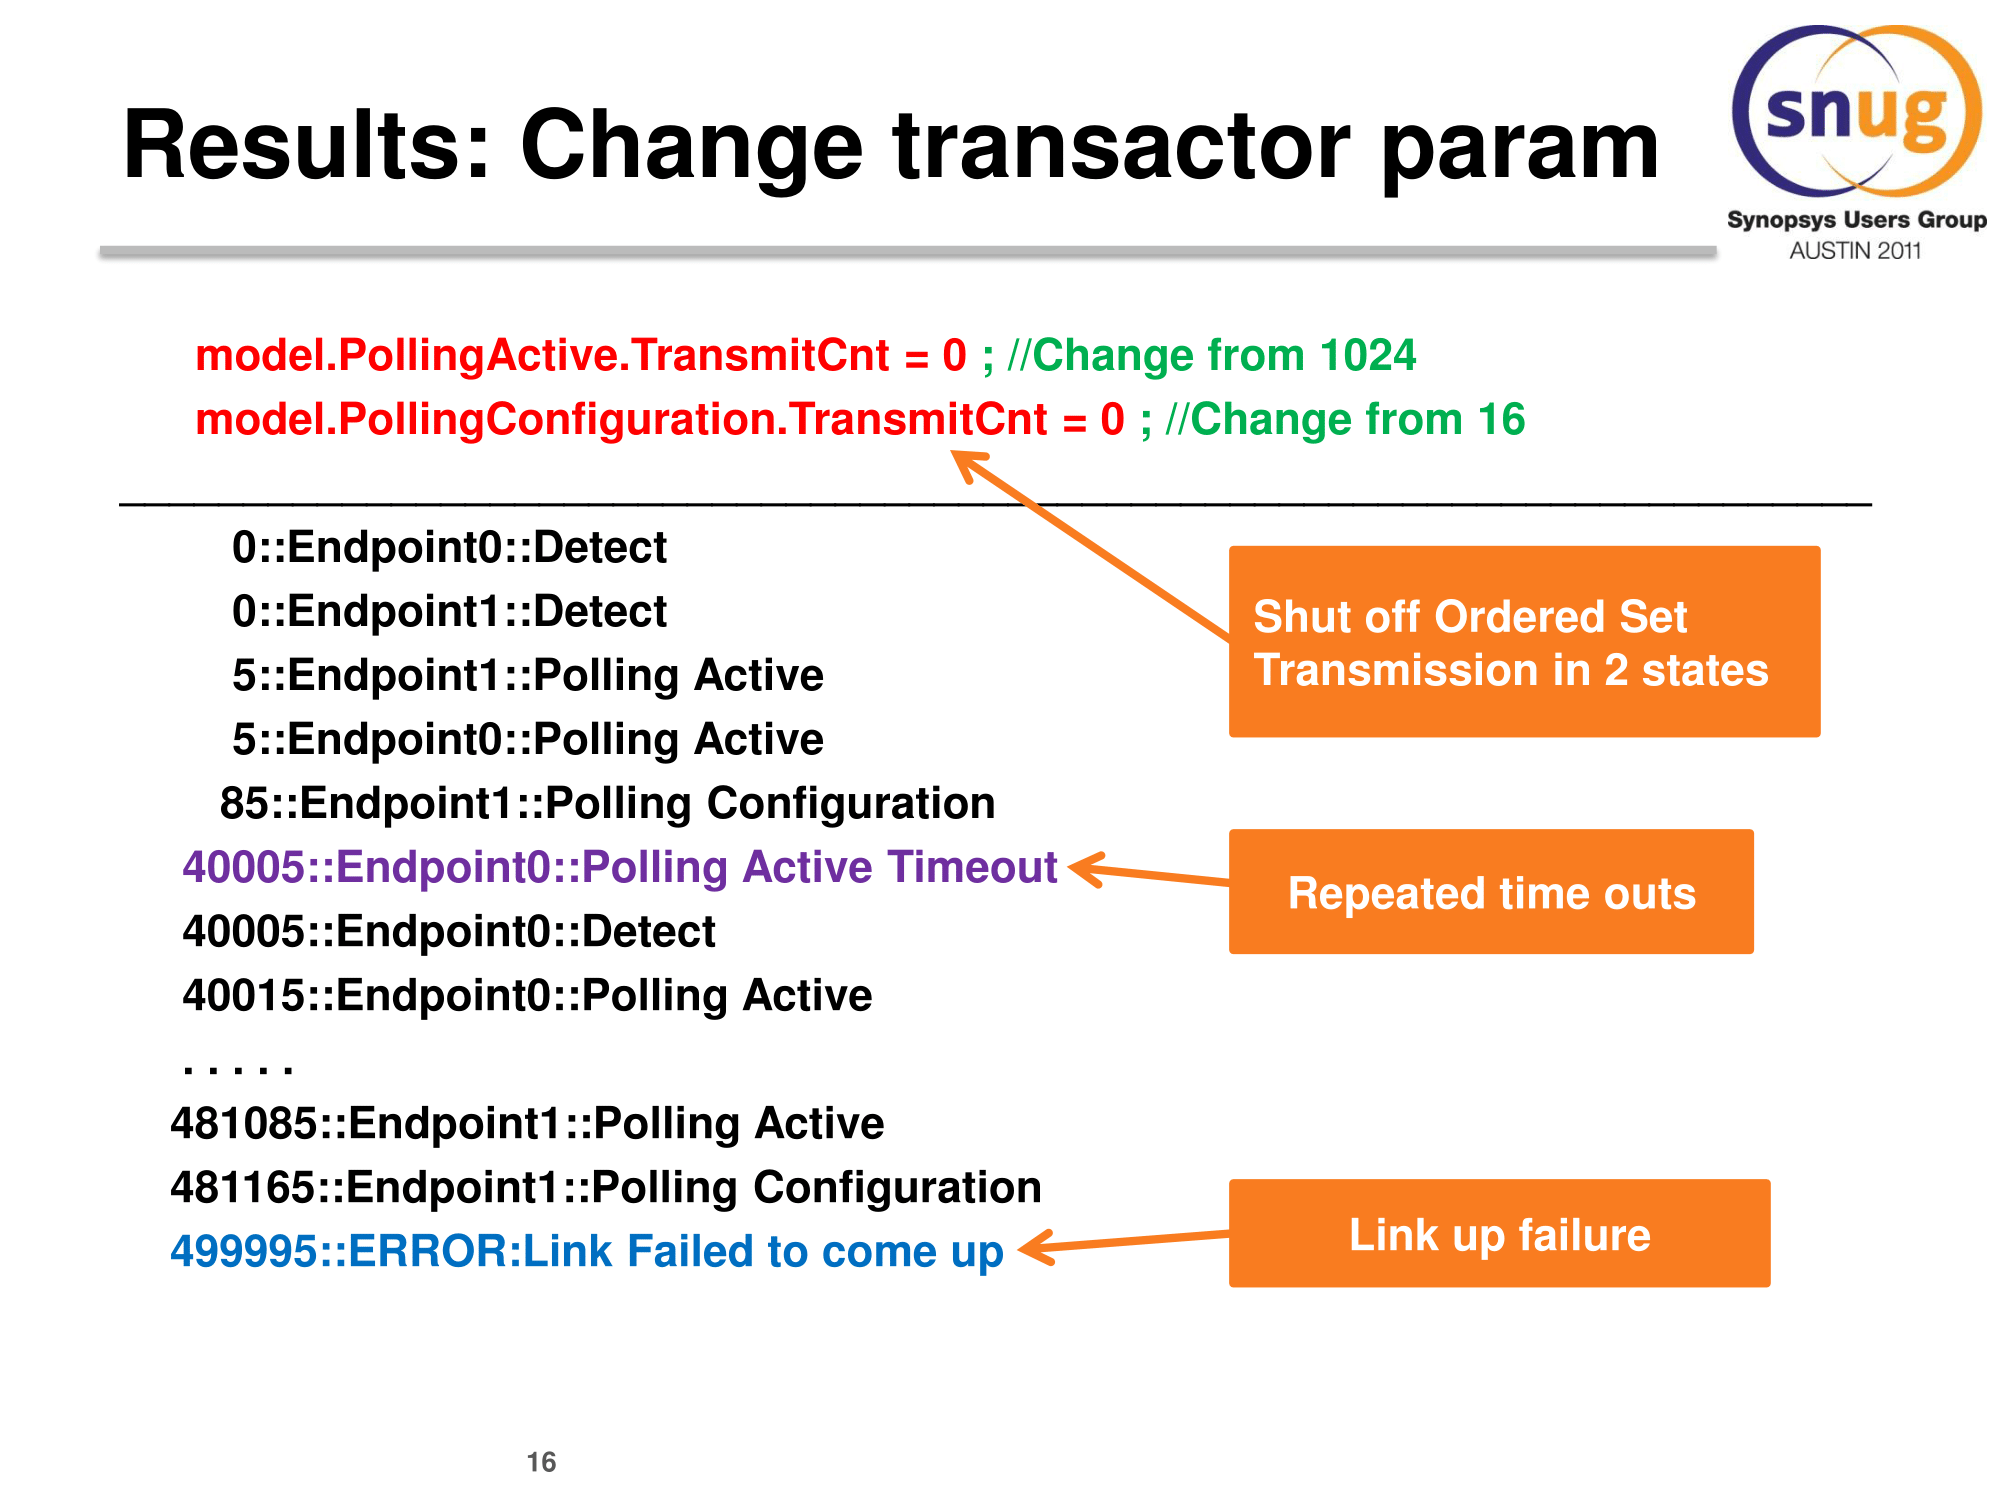 Results: Change transactor param
snug
Synopsys Users Group
AUSTIN 2011
model.PollingActive.TransmitCnt = 0 ; //Change from 1024
model.PollingConfiguration.TransmitCnt = 0 ; //Change from 16
0::Endpoint0::Detect
0::Endpoint1::Detect
5::Endpoint1::Polling Active
5::Endpoint0::Polling Active
85::Endpoint1::Polling Configuration
40005::Endpoint0::Polling Active Timeout
40005::Endpoint0::Detect
40015::Endpoint0::Polling Active
. . . . .
481085::Endpoint1::Polling Active
481165::Endpoint1::Polling Configuration
499995::ERROR:Link Failed to come up
Shut off Ordered Set
Transmission in 2 states
Repeated time outs
Link up failure
16